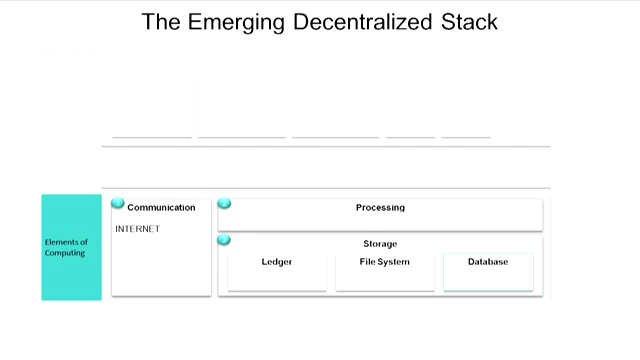 The Emerging Decentralized Stack
Elements of
Computing
Communication
INTERNET
Processing
Storage
Ledger
File System
Database